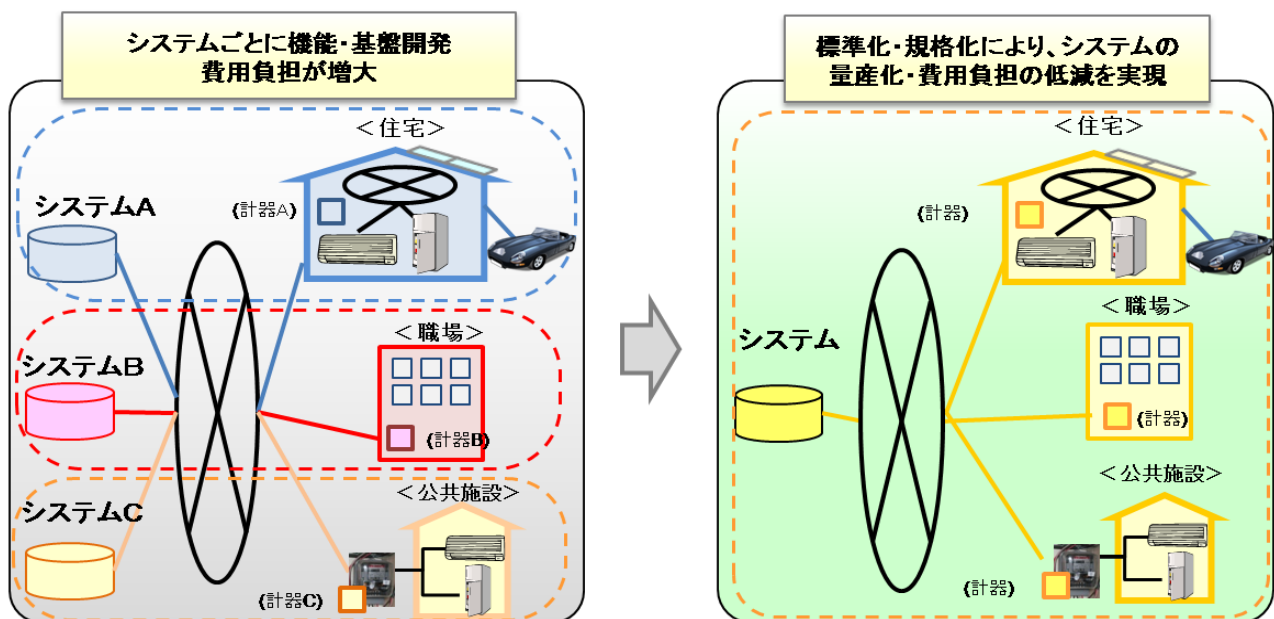 システムごとに機能・基盤開発
費用負担が増大
＜住宅＞
システムA
(計器A)
＜職場＞
システムB
(計器B)
＜公共施設＞
システムC
(計器C)
標準化・規格化により、システムの
量産化・費用負担の低減を実現
＜住宅＞
(計器)
＜職場＞
システム
(計器)
＜公共施設＞
(計器)